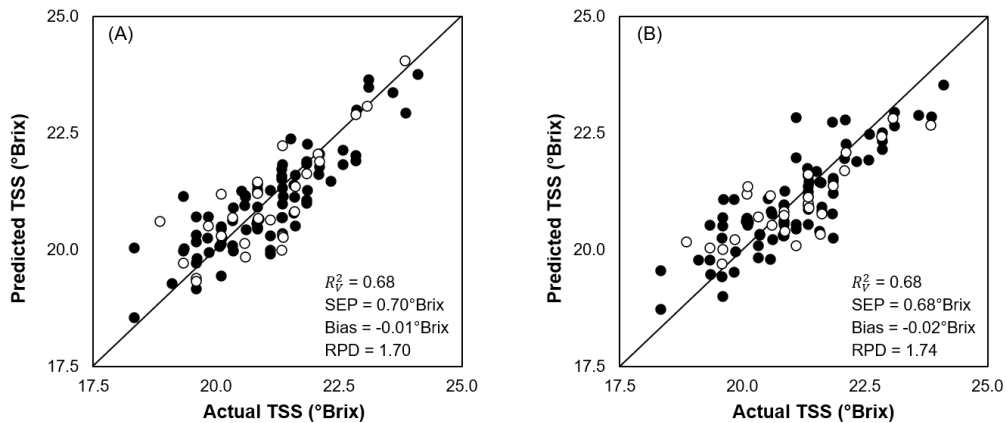 (A)
25.0
22.5
20.0
17.5
Predicted TSS (°Brix)
R²ᵥ = 0.68
SEP = 0.70°Brix
Bias = -0.01°Brix
RPD = 1.70
17.5 20.0 22.5 25.0
Actual TSS (°Brix)
(B)
25.0
22.5
20.0
17.5
Predicted TSS (°Brix)
R²ᵥ = 0.68
SEP = 0.68°Brix
Bias = -0.02°Brix
RPD = 1.74
17.5 20.0 22.5 25.0
Actual TSS (°Brix)